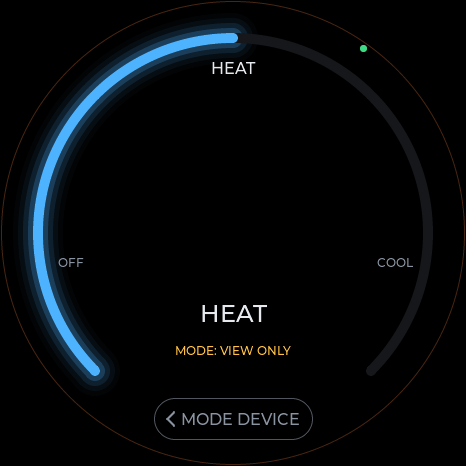 HEAT
OFF
COOL
HEAT
MODE: VIEW ONLY
MODE DEVICE